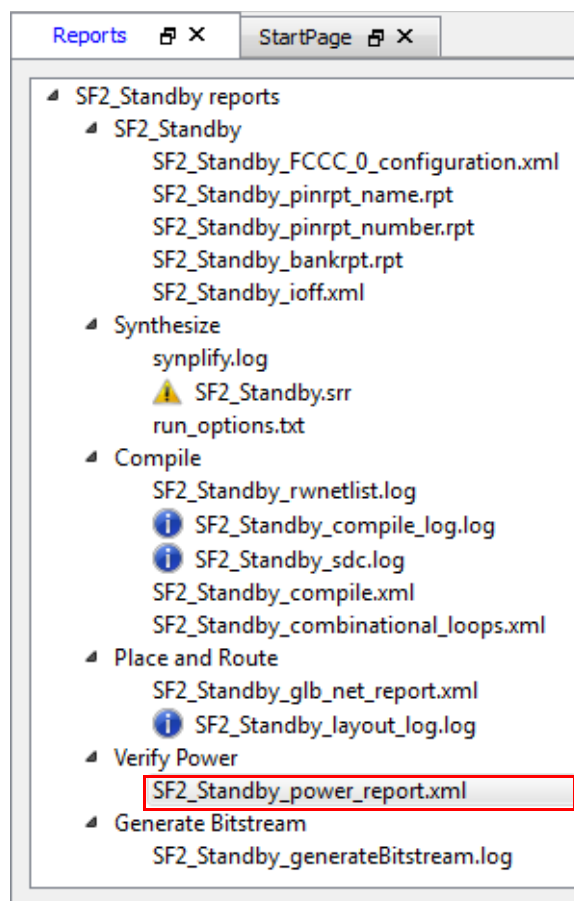 Reports StartPage
SF2_Standby reports
SF2_Standby
SF2_Standby_FCCC_0_configuration.xml
SF2_Standby_pinrpt_name.rpt
SF2_Standby_pinrpt_number.rpt
SF2_Standby_bankrpt.rpt
SF2_Standby_ioff.xml
Synthesize
synplify.log
SF2_Standby.srr
run_options.txt
Compile
SF2_Standby_rwnetlist.log
SF2_Standby_compile_log.log
SF2_Standby_sdc.log
SF2_Standby_compile.xml
SF2_Standby_combinational_loops.xml
Place and Route
SF2_Standby_glb_net_report.xml
SF2_Standby_layout_log.log
Verify Power
SF2_Standby_power_report.xml
Generate Bitstream
SF2_Standby_generateBitstream.log